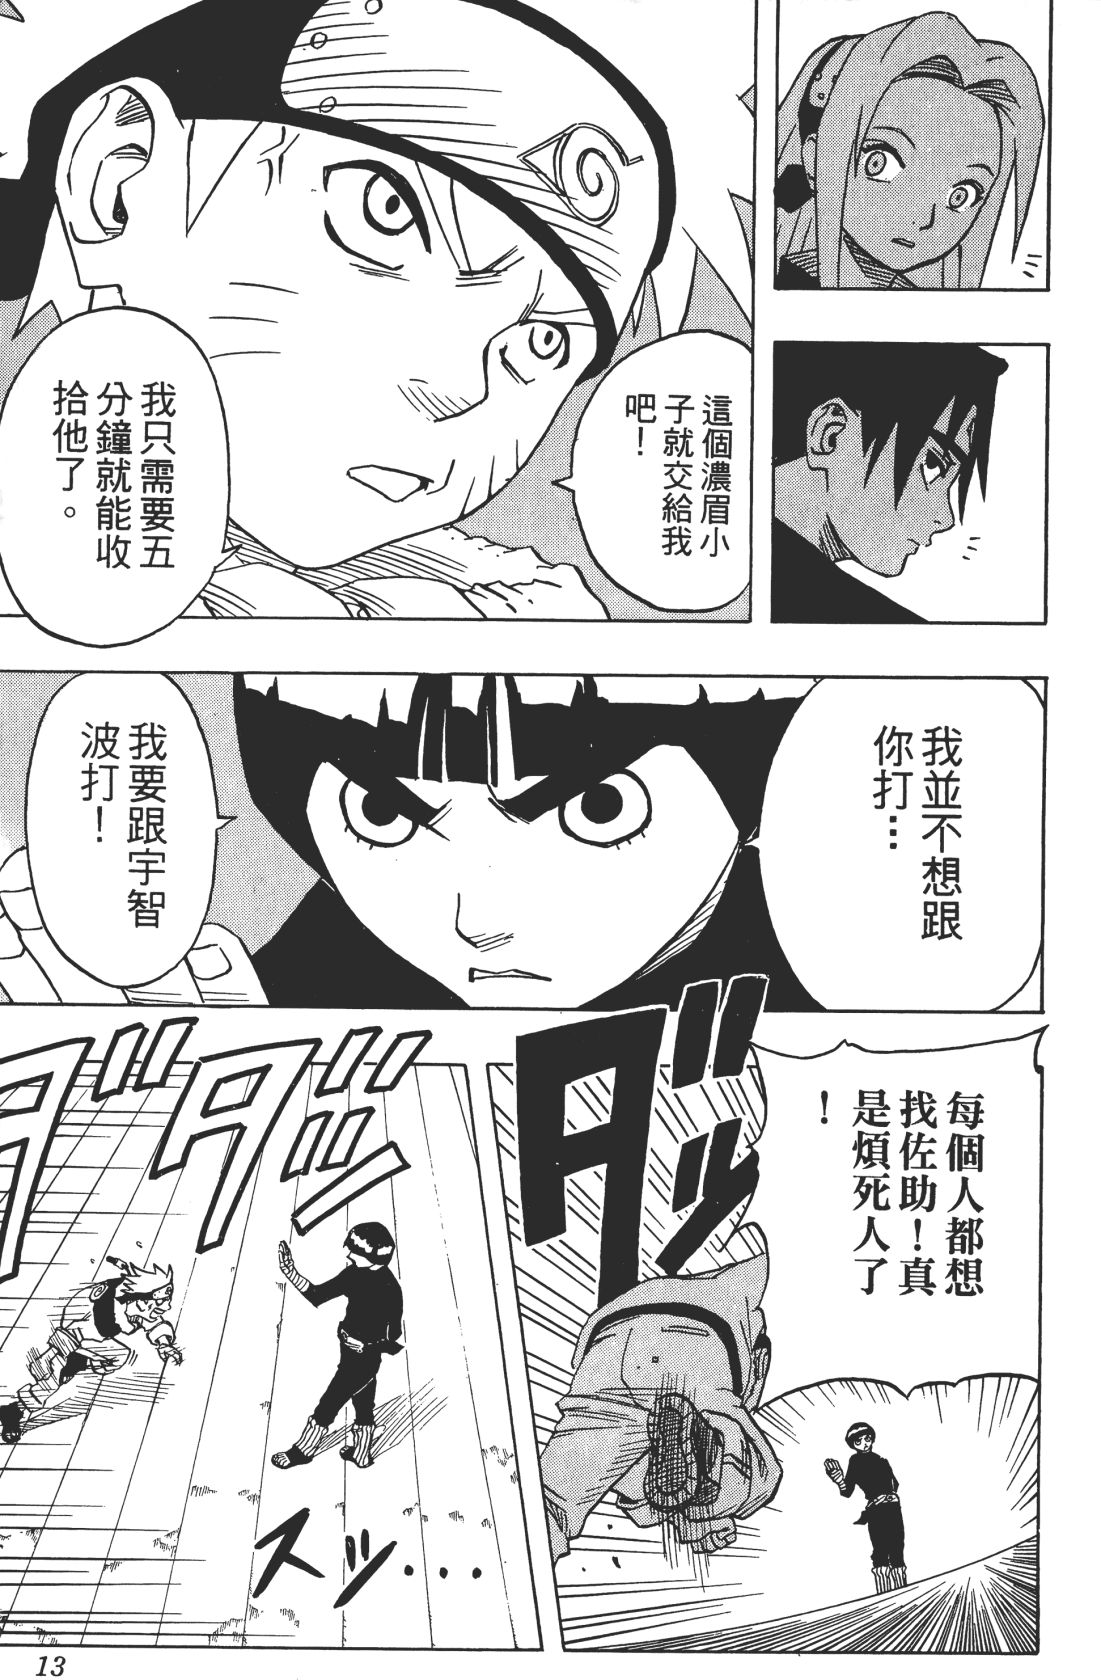 這個濃眉小
子就交給我
吧！
我只需要五
分鐘就能收
拾他了。
我並不想跟
你打…
我要跟宇智
波打！
每個人都想
找佐助！真
是煩死人了
！
ダッ
ダッ
ダッ
スッ...
13